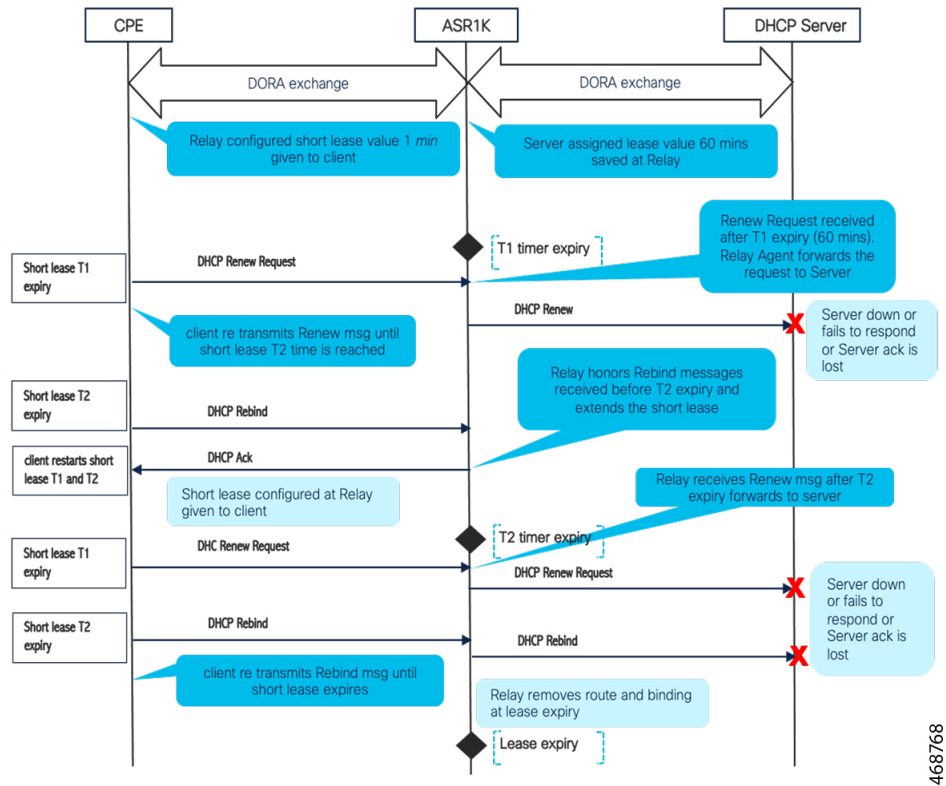 CPE
ASR1K
DHCP Server
DORA exchange
DORA exchange
Relay configured short lease value 1 min
given to client
Server assigned lease value 60 mins
saved at Relay
Renew Request received
after T1 expiry (60 mins).
Relay Agent forwards the
request to Server
T1 timer expiry
Short lease T1
expiry
DHCP Renew Request
DHCP Renew
Server down or
fails to respond
or Server ack is
lost
client re transmits Renew msg until
short lease T2 time is reached
Relay honors Rebind messages
received before T2 expiry and
extends the short lease
Short lease T2
expiry
DHCP Rebind
client restarts short
lease T1 and T2
DHCP Ack
Short lease configured at Relay
given to client
Relay receives Renew msg after T2
expiry forwards to server
T2 timer expiry
Short lease T1
expiry
DHC Renew Request
DHCP Renew Request
Server down
or fails to
respond or
Server ack is
lost
Short lease T2
expiry
DHCP Rebind
DHCP Rebind
client re transmits Rebind msg until
short lease expires
Relay removes route and binding
at lease expiry
Lease expiry
468768